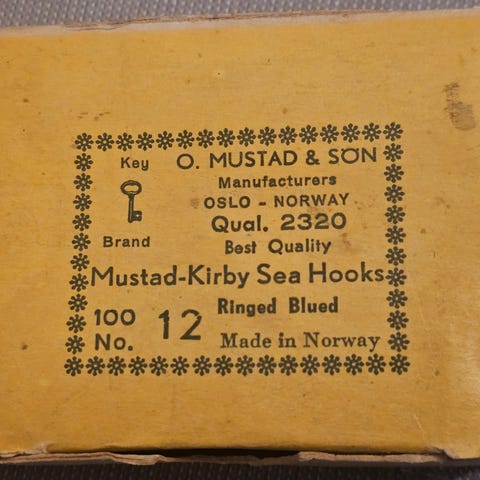 Key O. MUSTAD & SÖN
Manufacturers
OSLO - NORWAY
Qual. 2320
Brand Best Quality
Mustad-Kirby Sea Hooks
Ringed Blued
100
No. 12 Made in Norway